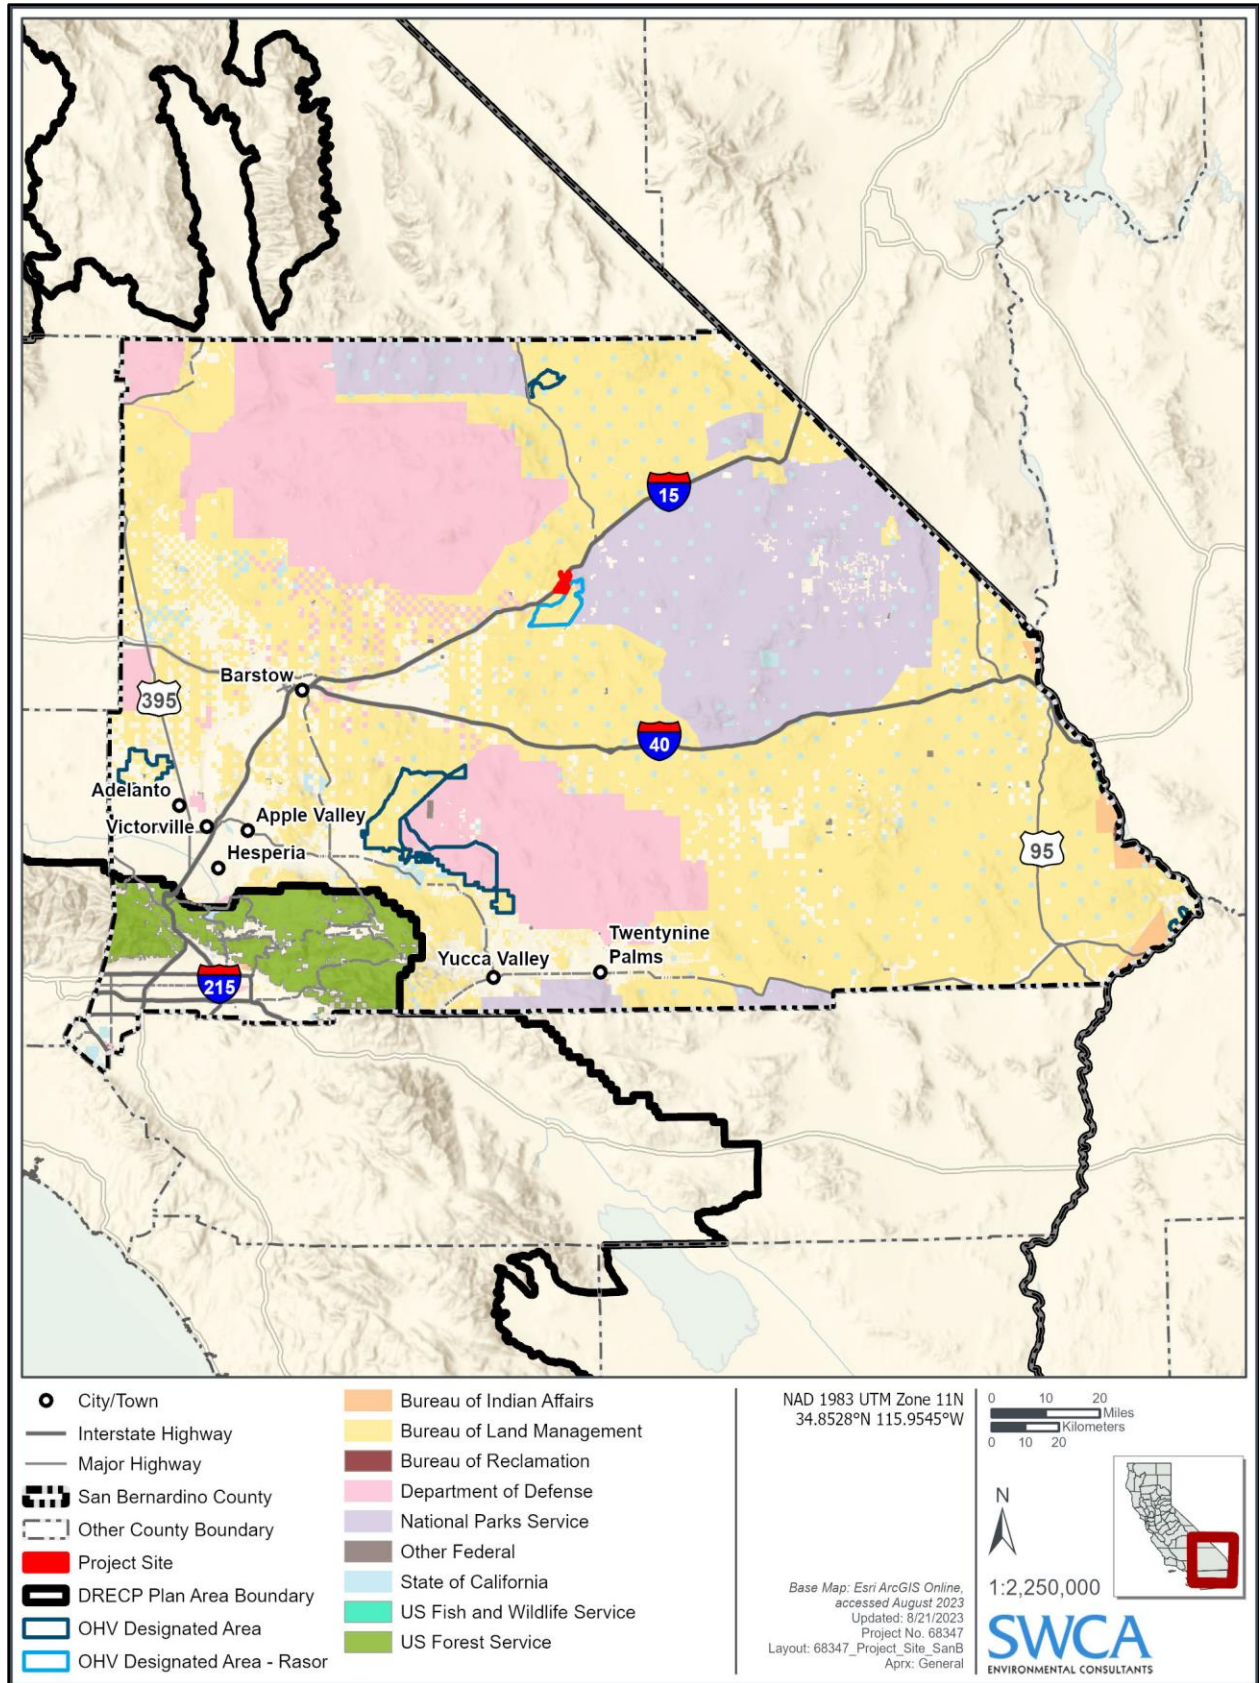 15
Barstow
395
40
Adelanto
Victorville
Apple Valley
Hesperia
95
Twentynine
Palms
Yucca Valley
215
City/Town
Interstate Highway
Major Highway
San Bernardino County
Other County Boundary
Project Site
DRECP Plan Area Boundary
OHV Designated Area
OHV Designated Area - Rasor
Bureau of Indian Affairs
Bureau of Land Management
Bureau of Reclamation
Department of Defense
National Parks Service
Other Federal
State of California
US Fish and Wildlife Service
US Forest Service
NAD 1983 UTM Zone 11N
34.8528°N 115.9545°W
Base Map: Esri ArcGIS Online,
accessed August 2023
Updated: 8/21/2023
Project No. 68347
Layout: 68347_Project_Site_SanB
Aprx: General
0 10 20
Miles
Kilometers
0 10 20
N
1:2,250,000
SWCA
ENVIRONMENTAL CONSULTANTS